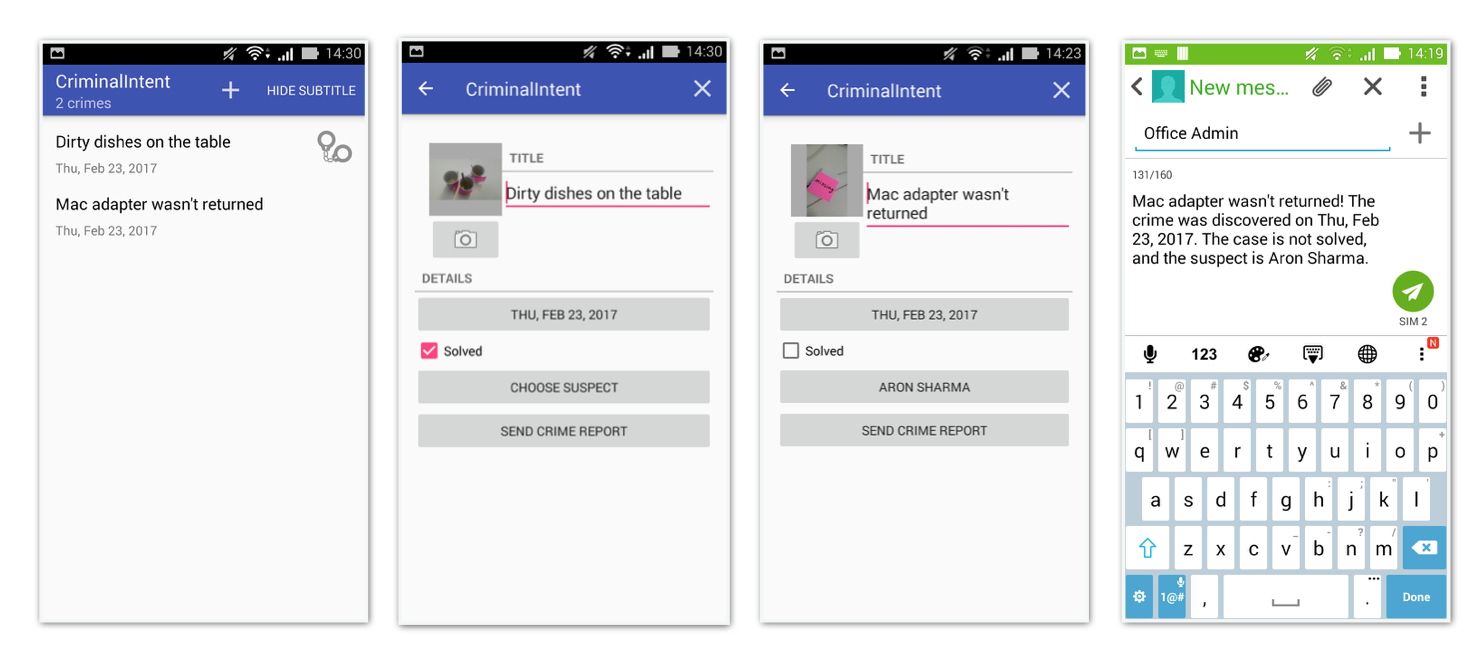 14:30
CriminalIntent
2 crimes
HIDE SUBTITLE
Dirty dishes on the table
Thu, Feb 23, 2017
Mac adapter wasn't returned
Thu, Feb 23, 2017
14:30
CriminalIntent
TITLE
Dirty dishes on the table
DETAILS
THU, FEB 23, 2017
Solved
CHOOSE SUSPECT
SEND CRIME REPORT
14:23
CriminalIntent
TITLE
Mac adapter wasn't
returned
DETAILS
THU, FEB 23, 2017
Solved
ARON SHARMA
SEND CRIME REPORT
14:19
New mes...
Office Admin
131/160
Mac adapter wasn't returned! The
crime was discovered on Thu, Feb
23, 2017. The case is not solved,
and the suspect is Aron Sharma.
SIM 2
123
N
! @ # $ % ^ & * ( )
1 2 3 4 5 6 7 8 9 0
[ ] +
q w e r t y u i o p
: ; " '
a s d f g h j k l
_ - ? /
z x c v b n m
1@# , . Done